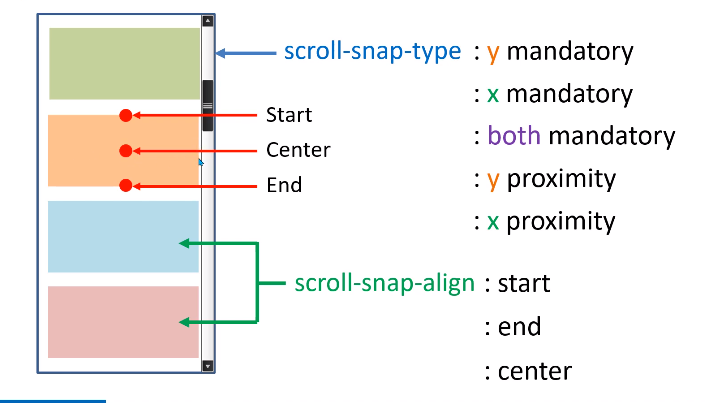 scroll-snap-type : y mandatory
: x mandatory
Start
: both mandatory
Center
: y proximity
End
: x proximity
scroll-snap-align : start
: end
: center